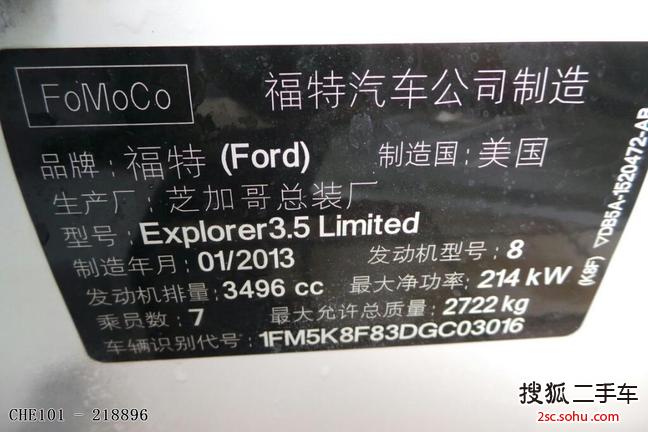 FoMoCo 福特汽车公司制造
品牌:福特 (Ford) 制造国:美国
生产厂:芝加哥总装厂
型号:Explorer3.5 Limited
制造年月:01/2013 发动机型号:8
发动机排量:3496 cc 最大净功率:214 kW
乘员数:7 最大允许总质量:2722 kg
车辆识别代号:1FM5K8F83DGC03016
(K8F) ▽DB5A-1520472-AB
CHE101 - 218896
搜狐二手车
2sc.sohu.com